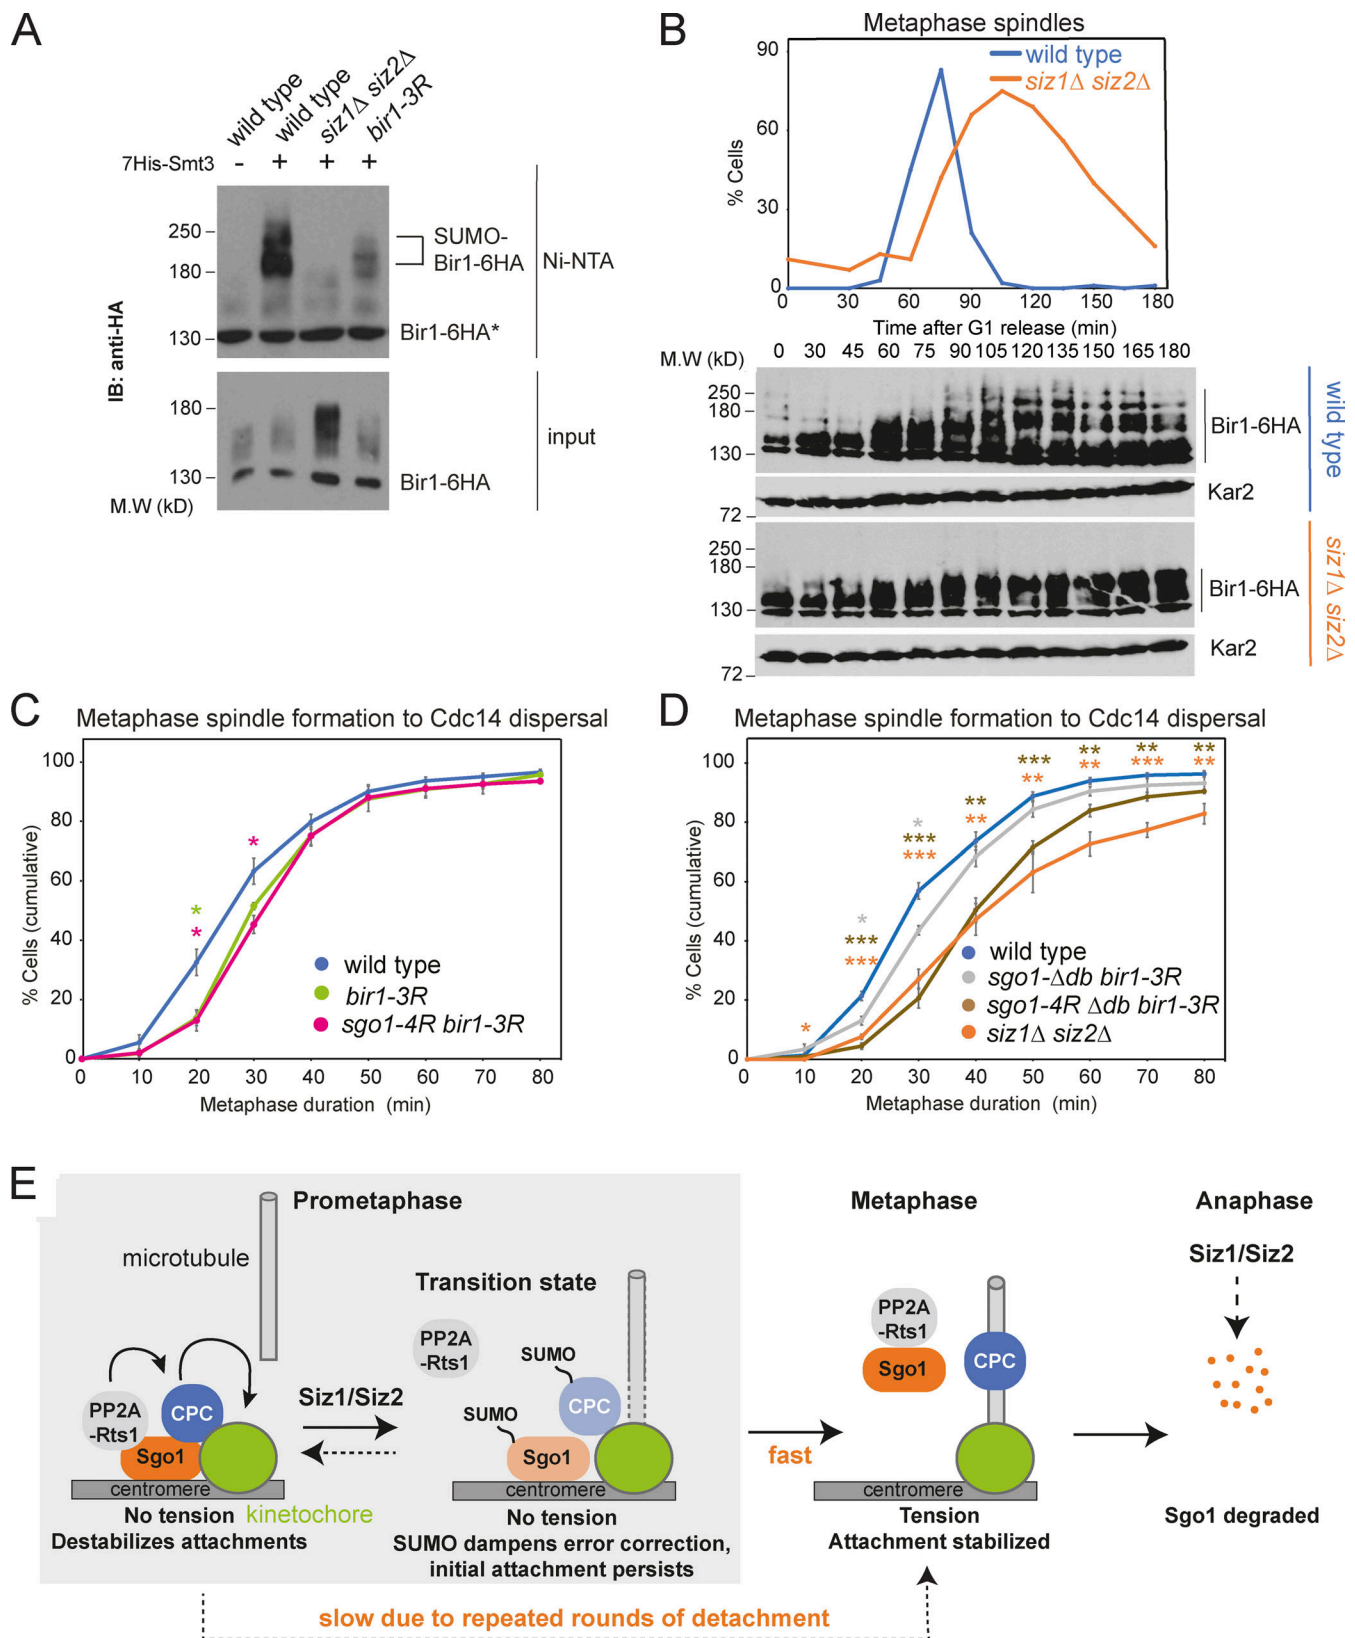 A
wild type
wild type
siz1Δ siz2Δ
bir1-3R
7His-Smt3 - + + +
250
180
130
SUMO-
Bir1-6HA
Ni-NTA
Bir1-6HA*
IB: anti-HA
180
130
input
Bir1-6HA
M.W (kD)
B
Metaphase spindles
wild type
siz1Δ siz2Δ
% Cells
90
60
30
0
0 30 60 90 120 150 180
Time after G1 release (min)
M.W (kD) 0 30 45 60 75 90 105 120 135 150 165 180
250
180
130
Bir1-6HA
wild type
72
Kar2
250
180
130
Bir1-6HA
siz1Δ siz2Δ
72
Kar2
C
Metaphase spindle formation to Cdc14 dispersal
% Cells (cumulative)
100
80
60
40
20
0
*
*
*
wild type
bir1-3R
sgo1-4R bir1-3R
0 10 20 30 40 50 60 70 80
Metaphase duration (min)
D
Metaphase spindle formation to Cdc14 dispersal
% Cells (cumulative)
100
80
60
40
20
0
*
*
***
***
*
***
***
**
**
***
**
**
**
**
***
**
**
wild type
sgo1-Δdb bir1-3R
sgo1-4R Δdb bir1-3R
siz1Δ siz2Δ
0 10 20 30 40 50 60 70 80
Metaphase duration (min)
E
Prometaphase
microtubule
Transition state
PP2A
-Rts1
CPC
Sgo1
centromere
No tension
kinetochore
Destabilizes attachments
Siz1/Siz2
PP2A
-Rts1
SUMO
CPC
SUMO
Sgo1
centromere
No tension
SUMO dampens error correction,
initial attachment persists
fast
Metaphase
PP2A
-Rts1
Sgo1
CPC
centromere
Tension
Attachment stabilized
Anaphase
Siz1/Siz2
Sgo1 degraded
slow due to repeated rounds of detachment